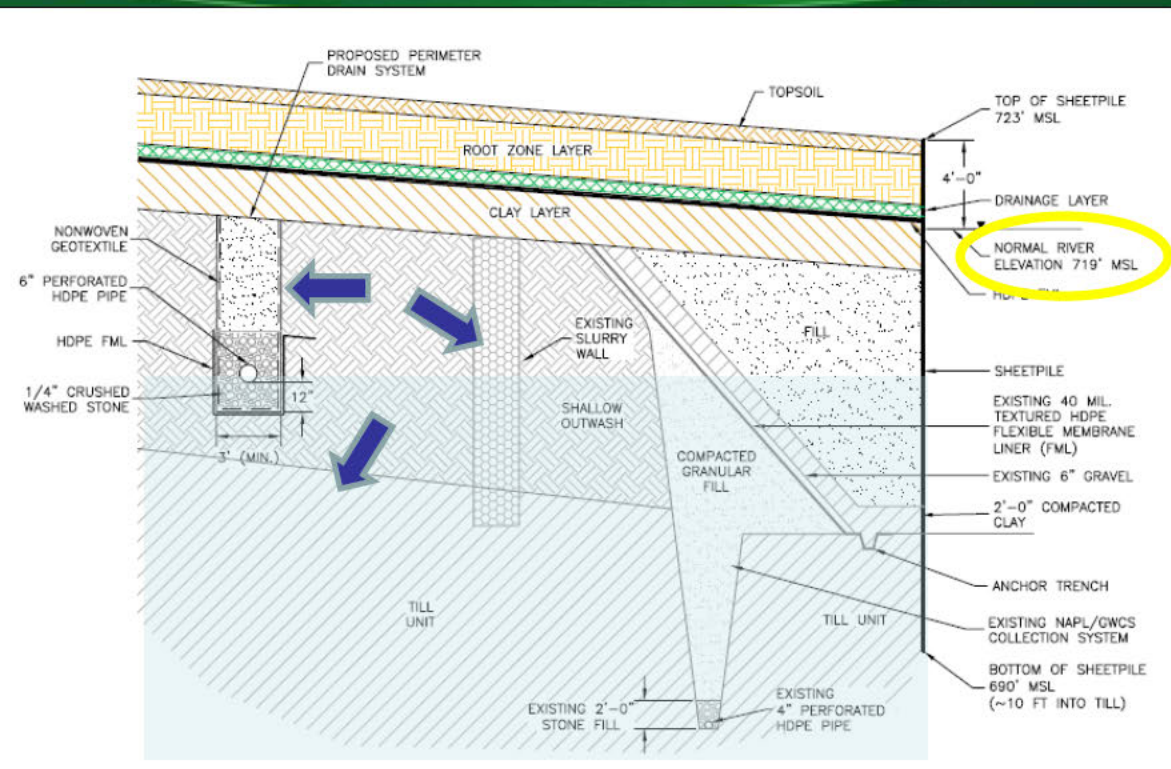 PROPOSED PERIMETER
DRAIN SYSTEM
TOPSOIL
TOP OF SHEETPILE
723' MSL
ROOT ZONE LAYER
4'-0"
DRAINAGE LAYER
CLAY LAYER
NONWOVEN
GEOTEXTILE
NORMAL RIVER
ELEVATION 719' MSL
6" PERFORATED
HDPE PIPE
HDPE FML
EXISTING
SLURRY
WALL
FILL
HDPE FML
SHEETPILE
1/4" CRUSHED
WASHED STONE
12"
EXISTING 40 MIL.
TEXTURED HDPE
FLEXIBLE MEMBRANE
LINER (FML)
SHALLOW
OUTWASH
3' (MIN.)
COMPACTED
GRANULAR
FILL
EXISTING 6" GRAVEL
2'-0" COMPACTED
CLAY
ANCHOR TRENCH
TILL
UNIT
TILL UNIT
EXISTING NAPL/GWCS
COLLECTION SYSTEM
BOTTOM OF SHEETPILE
690' MSL
(~10 FT INTO TILL)
EXISTING 2'-0"
STONE FILL
EXISTING
4" PERFORATED
HDPE PIPE